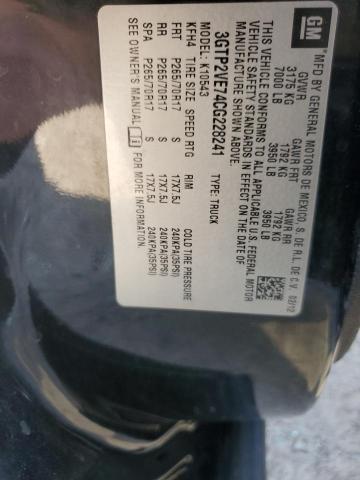 GM
MFD BY GENERAL MOTORS DE MEXICO, S. DE R.L. DE C.V. 02/12
GVWR GAWR FRT GAWR RR
3175 KG 1792 KG 1792 KG
7000 LB 3950 LB 3950 LB
THIS VEHICLE CONFORMS TO ALL APPLICABLE U.S. FEDERAL MOTOR
VEHICLE SAFETY STANDARDS IN EFFECT ON THE DATE OF
MANUFACTURE SHOWN ABOVE.
3GTP2VE74CG228241 TYPE: TRUCK
MODEL: K10543
KFH4 TIRE SIZE SPEED RTG RIM COLD TIRE PRESSURE
FRT P265/70R17 S 17X7.5J 240KPA(35PSI)
RR P265/70R17 S 17X7.5J 240KPA(35PSI)
SPA P265/70R17 S 17X7.5J 240KPA(35PSI)
SEE OWNER'S MANUAL i FOR MORE INFORMATION.